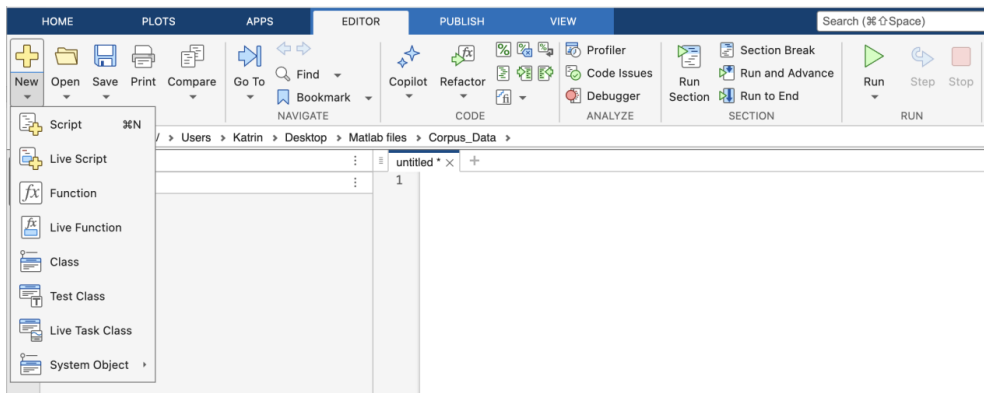 HOME PLOTS APPS EDITOR PUBLISH VIEW Search (⌘⇧Space)
New Open Save Print Compare Go To Find Bookmark Copilot Refactor Profiler Code Issues Debugger Run Section Section Break Run and Advance Run to End Run Step Stop
NAVIGATE CODE ANALYZE SECTION RUN
/ › Users › Katrin › Desktop › Matlab files › Corpus_Data ›
Script ⌘N
Live Script
Function
Live Function
Class
Test Class
Live Task Class
System Object
untitled * × +
1